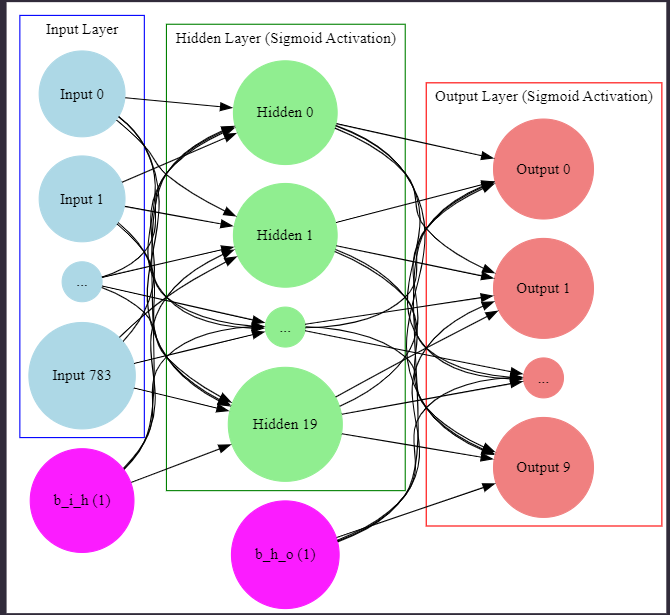 Input Layer
Input 0
Input 1
...
Input 783
b_i_h (1)
Hidden Layer (Sigmoid Activation)
Hidden 0
Hidden 1
...
Hidden 19
b_h_o (1)
Output Layer (Sigmoid Activation)
Output 0
Output 1
...
Output 9